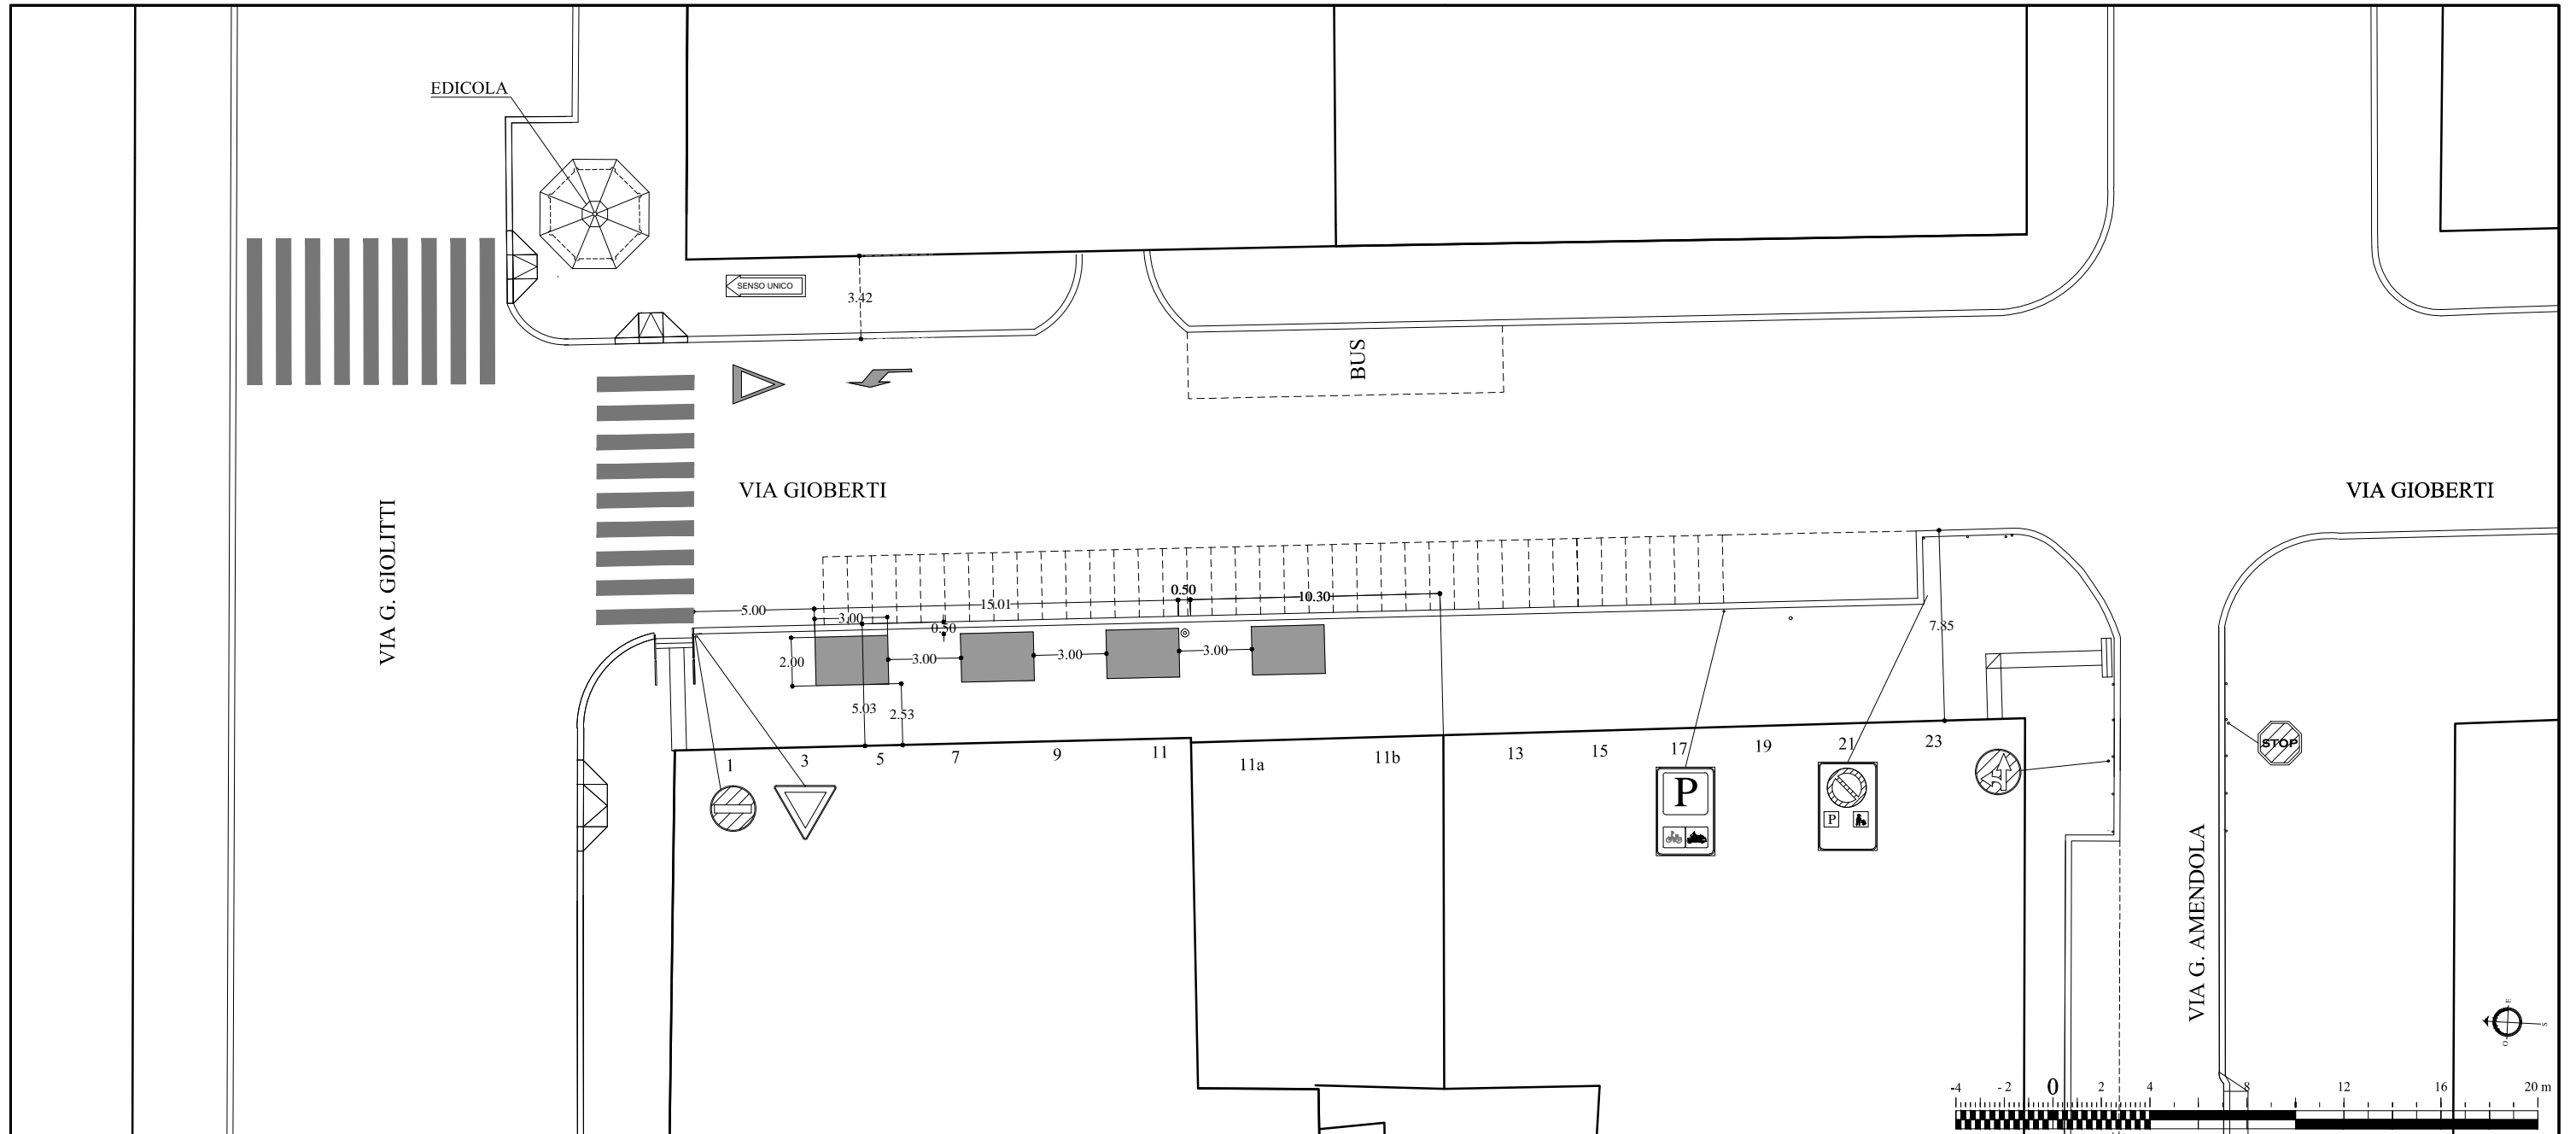 EDICOLA
SENSO UNICO
3.42
BUS
VIA GIOBERTI
VIA GIOBERTI
VIA G. GIOLITTI
5.00
15.01
0.50
10.30
3.00
0.50
7.85
2.00
3.00
3.00
3.00
5.03
2.53
1
3
5
7
9
11
11a
11b
13
15
17
19
21
23
STOP
P
P
VIA G. AMENDOLA
E
S
O
-4
- 2
0
2
4
8
12
16
20 m